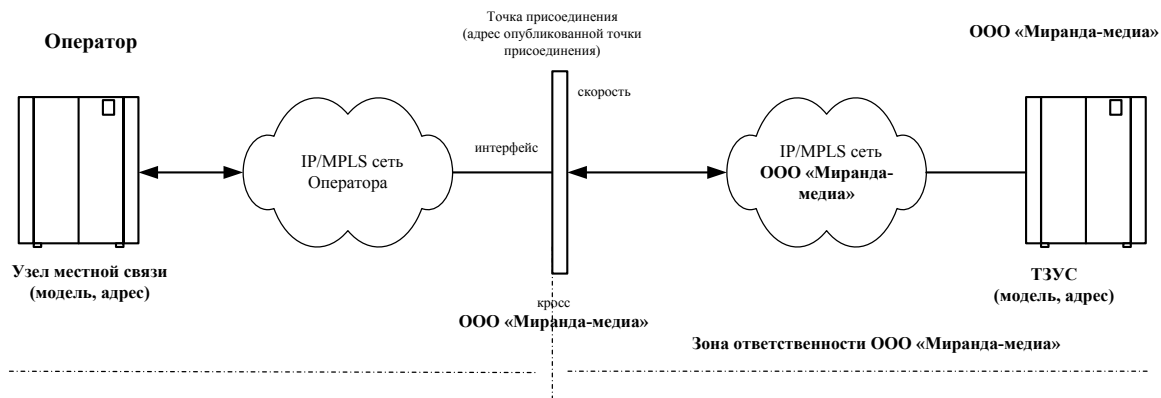 Точка присоединения
(адрес опубликованной точки
присоединения)
Оператор
ООО «Миранда-медиа»
скорость
интерфейс
IP/MPLS сеть
Оператора
IP/MPLS сеть
ООО «Миранда-
медиа»
Узел местной связи
(модель, адрес)
ТЗУС
(модель, адрес)
кросс
ООО «Миранда-медиа»
Зона ответственности ООО «Миранда-медиа»